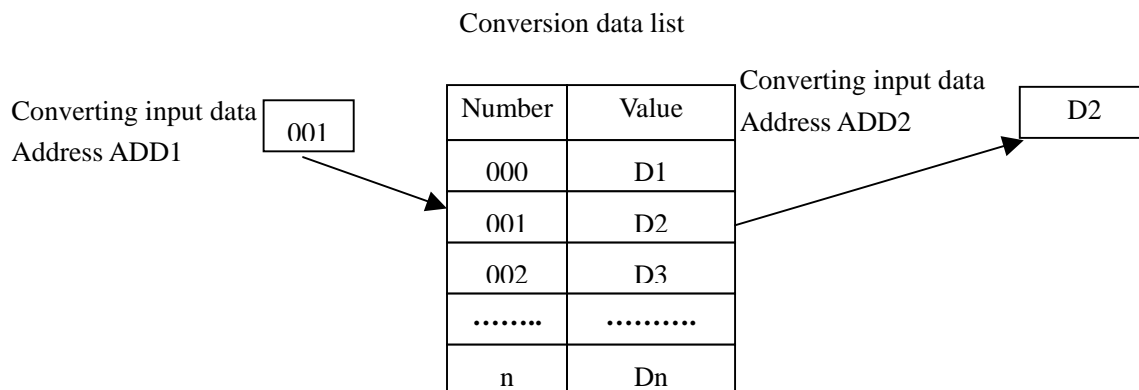 Conversion data list
Converting input data
Address ADD1
001
Number Value
000 D1
001 D2
002 D3
…….. ……….
n Dn
Converting input data
Address ADD2
D2